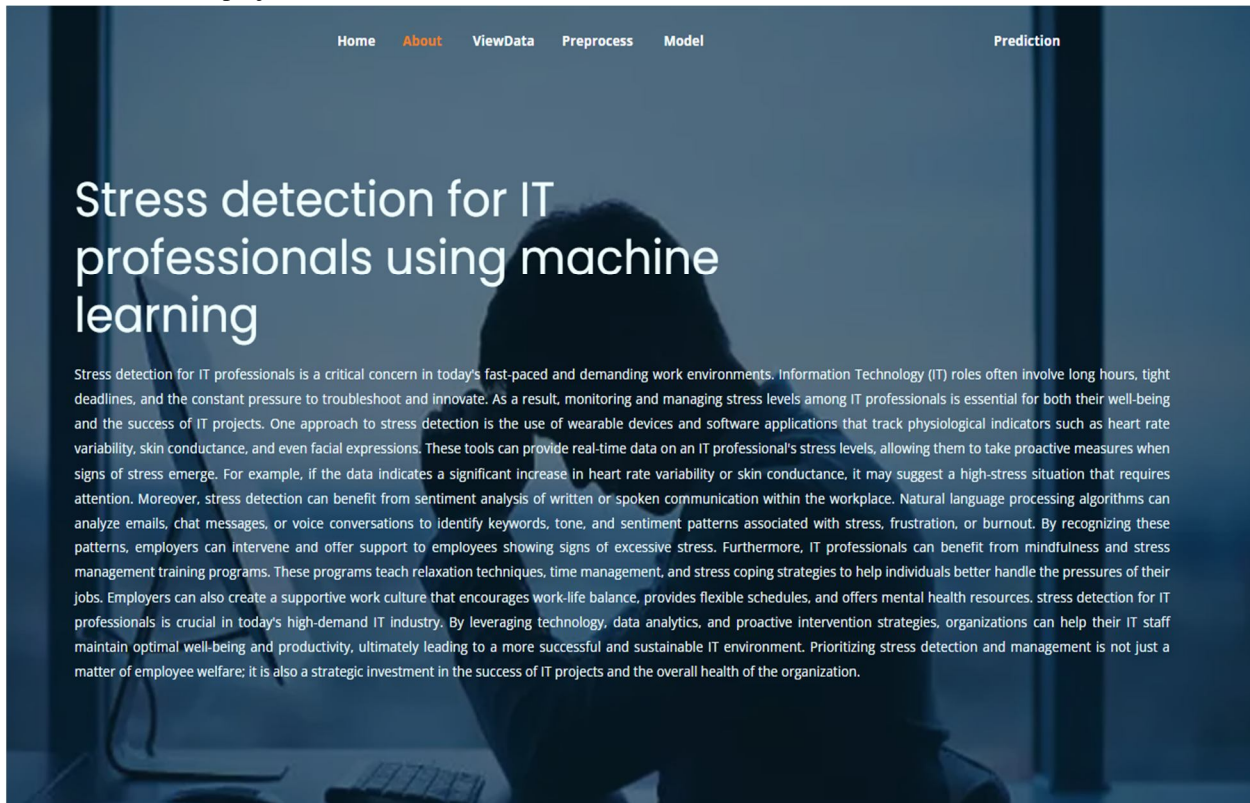 Home About ViewData Preprocess Model Prediction
Stress detection for IT
professionals using machine
learning
Stress detection for IT professionals is a critical concern in today's fast-paced and demanding work environments. Information Technology (IT) roles often involve long hours, tight
deadlines, and the constant pressure to troubleshoot and innovate. As a result, monitoring and managing stress levels among IT professionals is essential for both their well-being
and the success of IT projects. One approach to stress detection is the use of wearable devices and software applications that track physiological indicators such as heart rate
variability, skin conductance, and even facial expressions. These tools can provide real-time data on an IT professional's stress levels, allowing them to take proactive measures when
signs of stress emerge. For example, if the data indicates a significant increase in heart rate variability or skin conductance, it may suggest a high-stress situation that requires
attention. Moreover, stress detection can benefit from sentiment analysis of written or spoken communication within the workplace. Natural language processing algorithms can
analyze emails, chat messages, or voice conversations to identify keywords, tone, and sentiment patterns associated with stress, frustration, or burnout. By recognizing these
patterns, employers can intervene and offer support to employees showing signs of excessive stress. Furthermore, IT professionals can benefit from mindfulness and stress
management training programs. These programs teach relaxation techniques, time management, and stress coping strategies to help individuals better handle the pressures of their
jobs. Employers can also create a supportive work culture that encourages work-life balance, provides flexible schedules, and offers mental health resources. stress detection for IT
professionals is crucial in today's high-demand IT industry. By leveraging technology, data analytics, and proactive intervention strategies, organizations can help their IT staff
maintain optimal well-being and productivity, ultimately leading to a more successful and sustainable IT environment. Prioritizing stress detection and management is not just a
matter of employee welfare; it is also a strategic investment in the success of IT projects and the overall health of the organization.